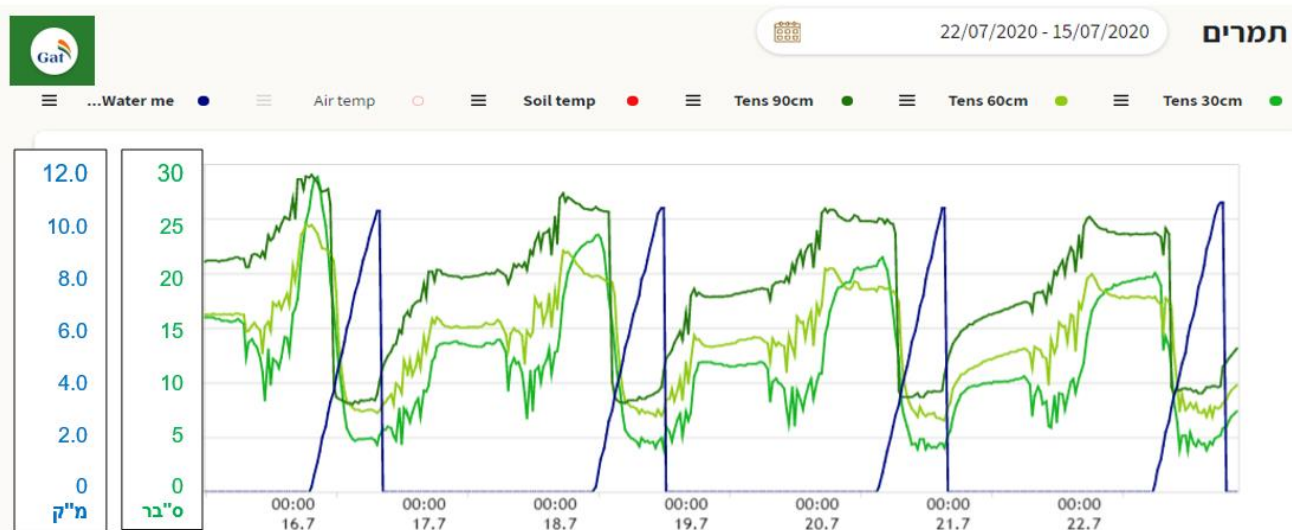 תמרים
22/07/2020 - 15/07/2020
Gat
Tens 30cm
Tens 60cm
Tens 90cm
Soil temp
Air temp
...Water me
12.0
10.0
8.0
6.0
4.0
2.0
0
מ"ק
30
25
20
15
10
5
0
ס"בר
00:00
16.7
00:00
17.7
00:00
18.7
00:00
19.7
00:00
20.7
00:00
21.7
00:00
22.7